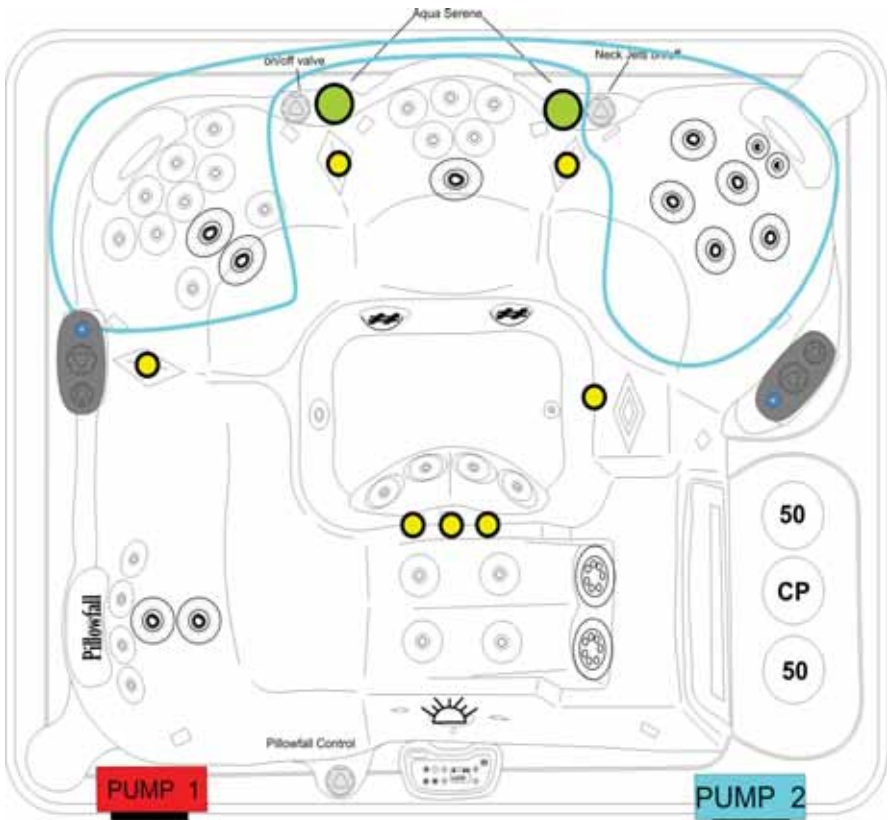 Aqua Serene
on/off valve
Neck Jets on/off
50
CP
50
Pillowfall
Pillowfall Control
PUMP 1
PUMP 2